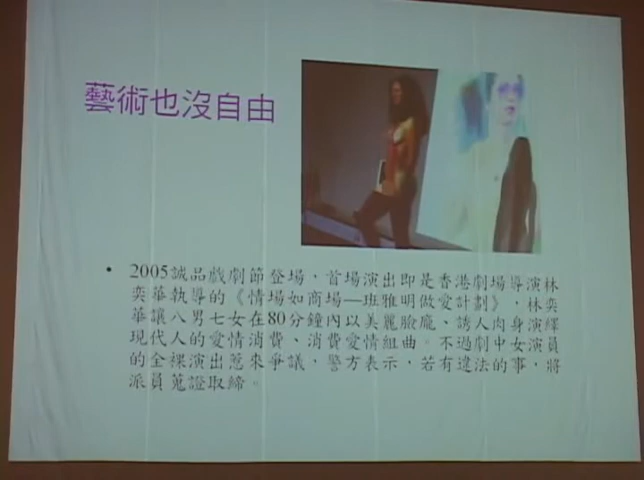 藝術也沒自由
• 2005誠品戲劇節登場，首場演出即是香港劇場導演林
奕華執導的《情場如商場—班雅明做愛計劃》，林奕
華讓八男七女在80分鐘內以美麗臉龐、誘人肉身演繹
現代人的愛情消費、消費愛情組曲。不過劇中女演員
的全裸演出惹來爭議，警方表示，若有違法的事，將
派員蒐證取締。